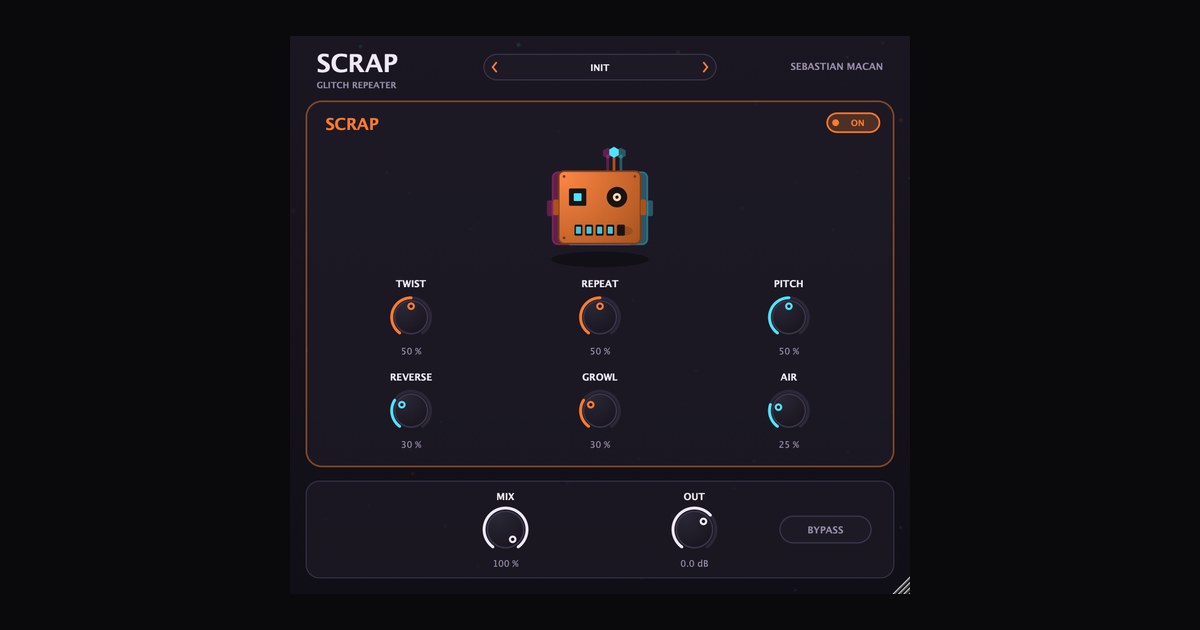 SCRAP
GLITCH REPEATER
INIT
SEBASTIAN MACAN
SCRAP
ON
TWIST
REPEAT
PITCH
50 %
50 %
50 %
REVERSE
GROWL
AIR
30 %
30 %
25 %
MIX
OUT
100 %
0.0 dB
BYPASS